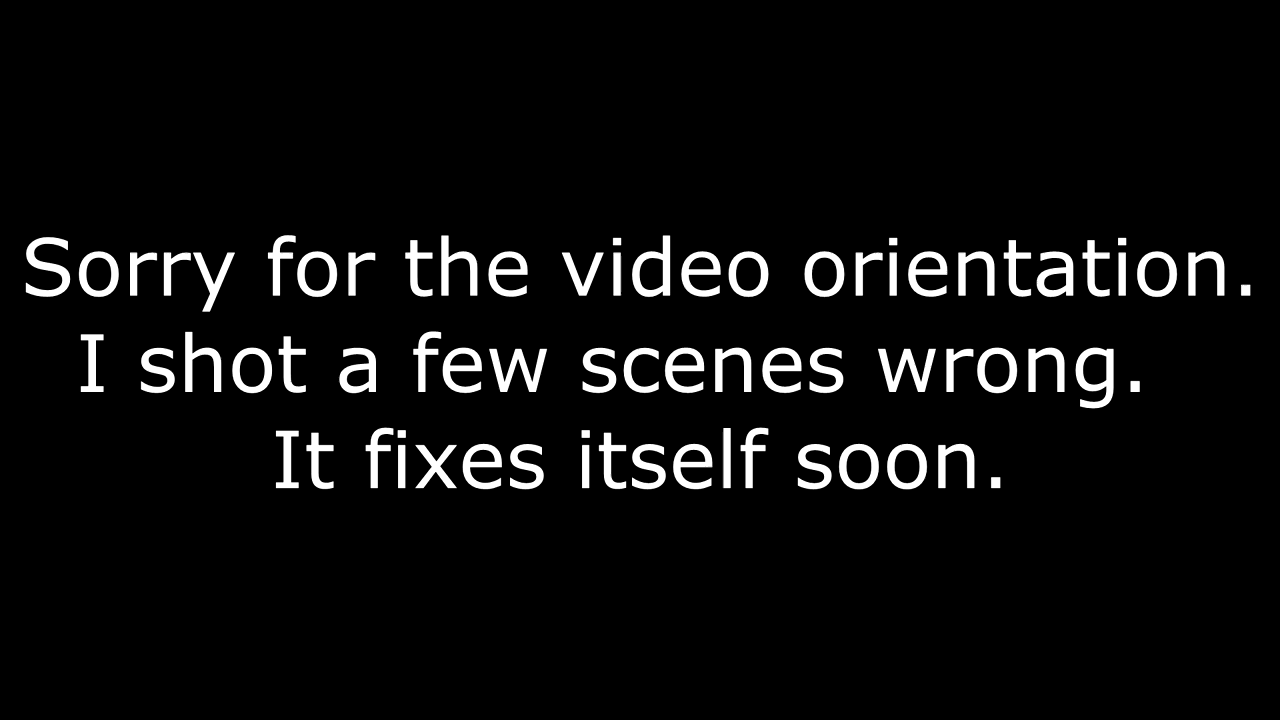 Sorry for the video orientation.
I shot a few scenes wrong.
It fixes itself soon.